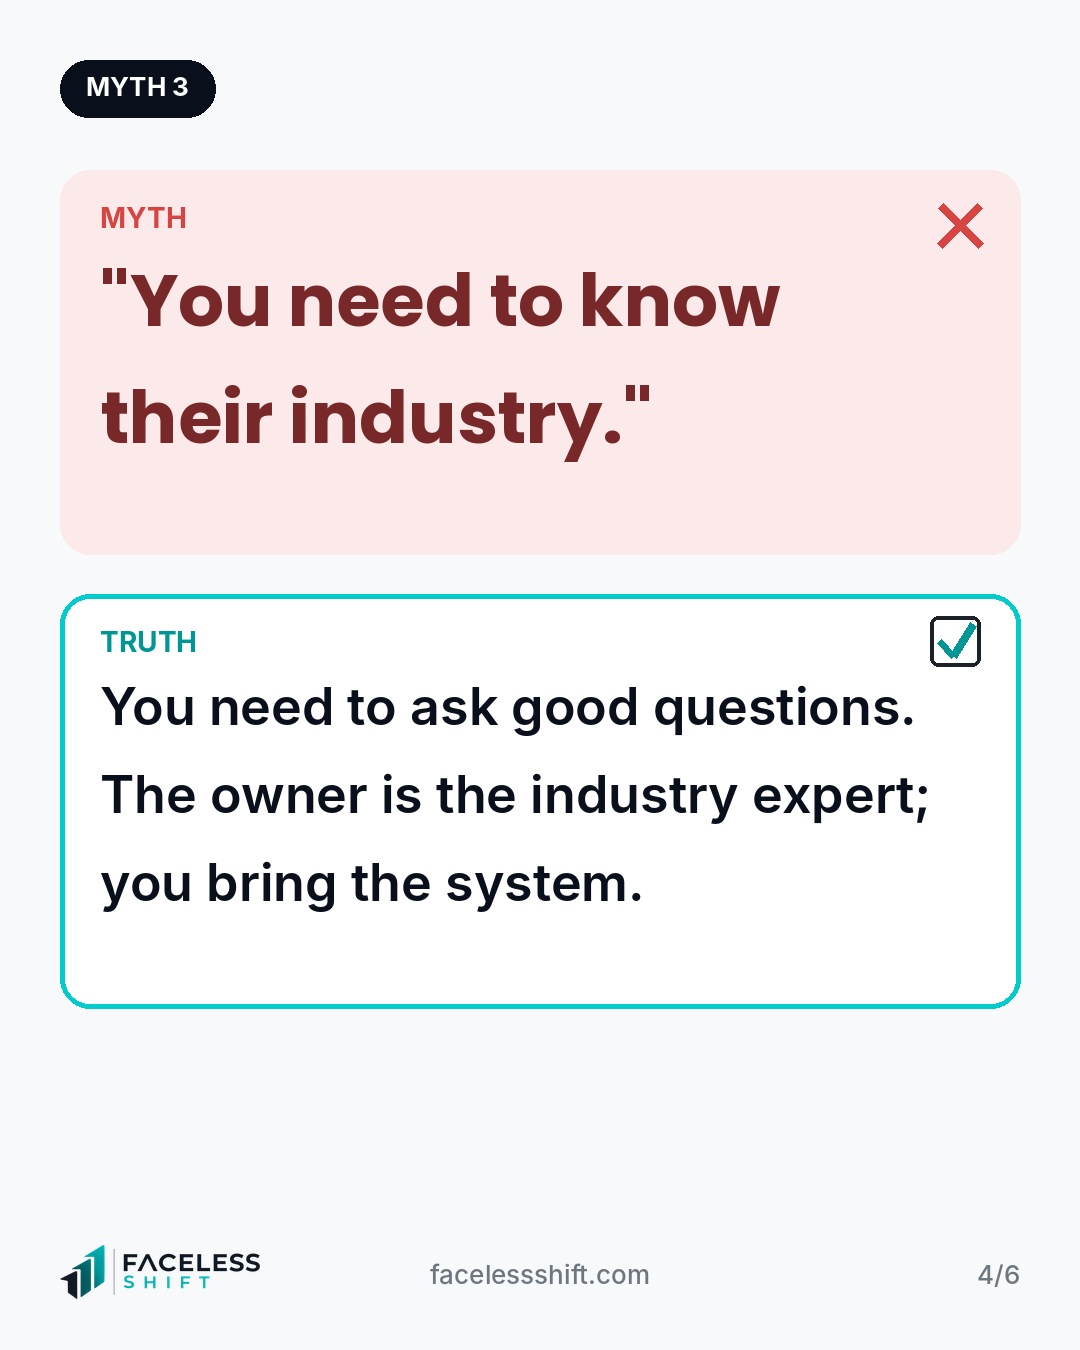 MYTH 3
MYTH
"You need to know
their industry."
TRUTH
You need to ask good questions.
The owner is the industry expert;
you bring the system.
FACELESS
SHIFT
facelessshift.com
4/6